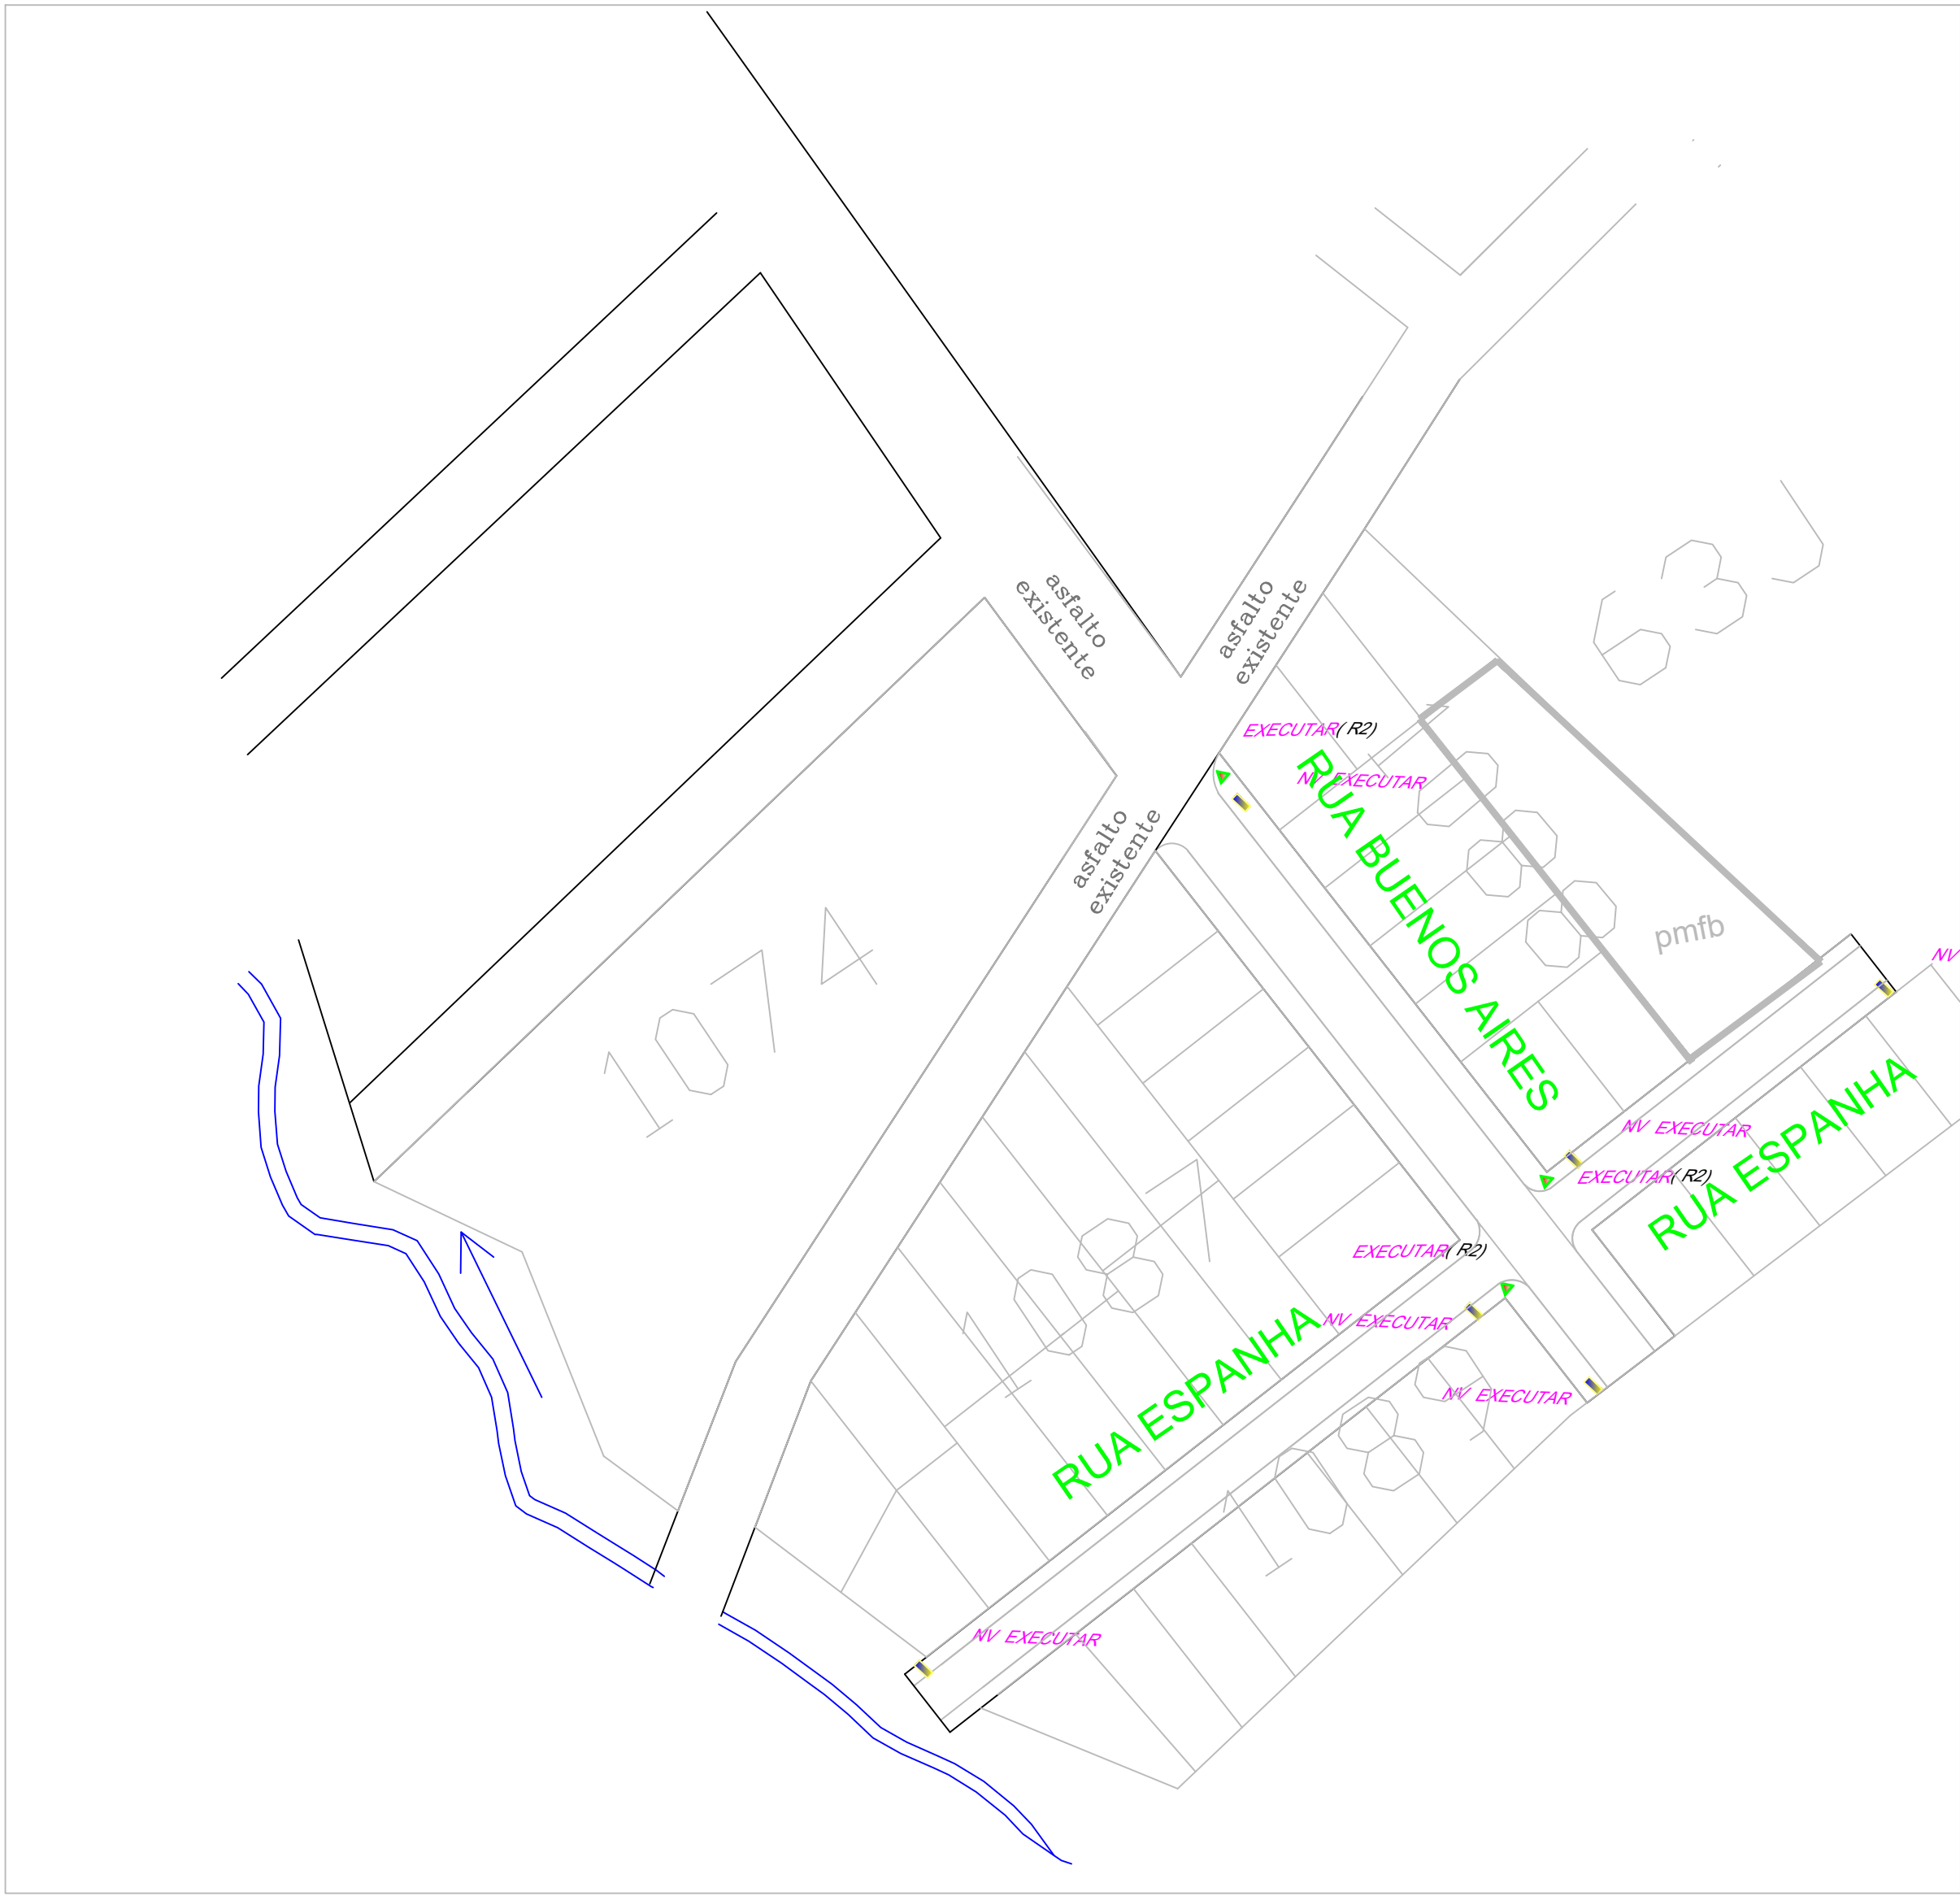 asfalto
existente
asfalto
existente
EXECUTAR( R2)
NV EXECUTAR
RUA BUENOS AIRES
asfalto
existente
pmfb
NV
1074
NV EXECUTAR
EXECUTAR( R2)
RUA ESPANHA
1087
EXECUTAR( R2)
NV EXECUTAR
RUA ESPANHA
NV EXECUTAR
NV EXECUTAR